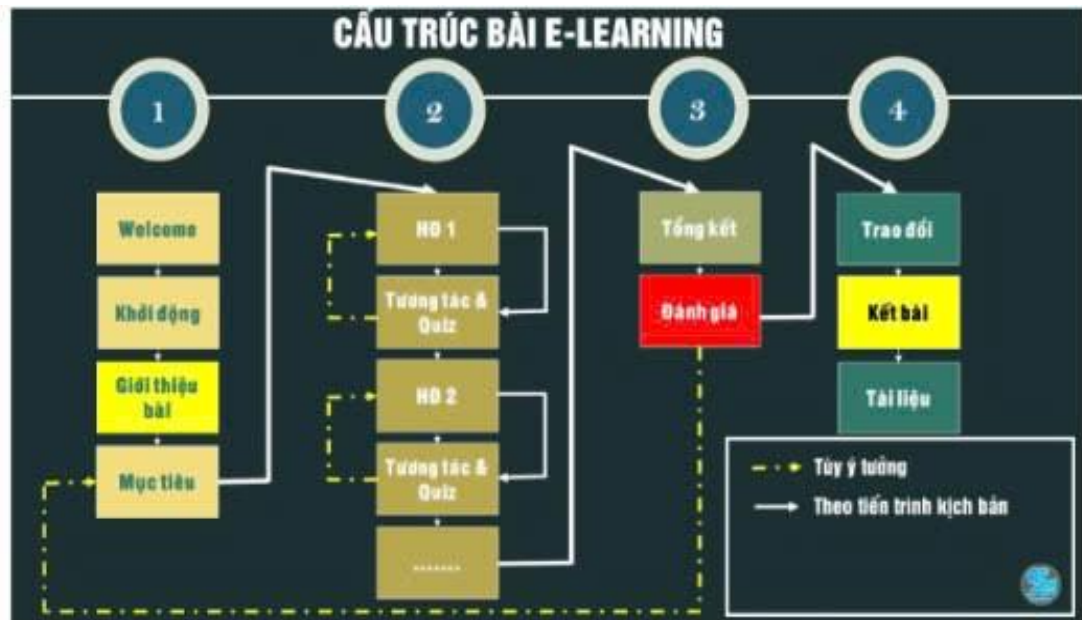 CẤU TRÚC BÀI E-LEARNING
1
2
3
4
Welcome
Khởi động
Giới thiệu
bài
Mục tiêu
HĐ 1
Tương tác &
Quiz
HĐ 2
Tương tác &
Quiz
.......
Tổng kết
Đánh giá
Trao đổi
Kết bài
Tài liệu
Tùy ý tưởng
Theo tiến trình kịch bản